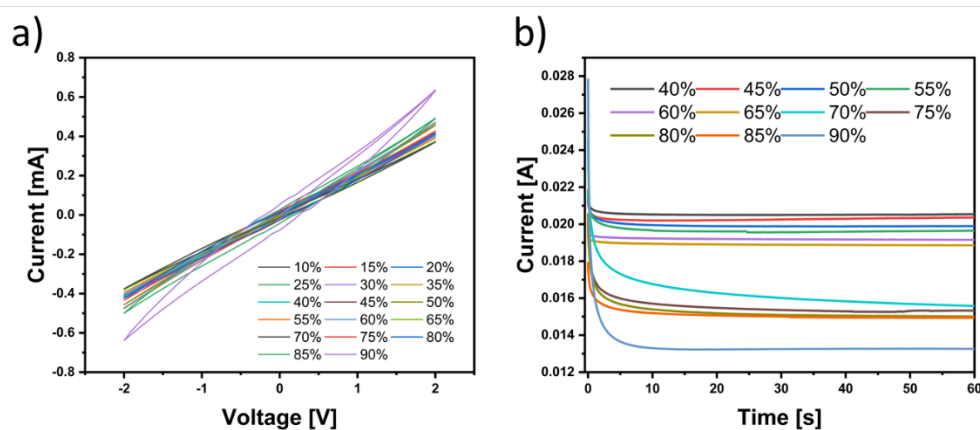 a)
Current [mA]
0.8
0.6
0.4
0.2
0.0
-0.2
-0.4
-0.6
-0.8
10% 15% 20%
25% 30% 35%
40% 45% 50%
55% 60% 65%
70% 75% 80%
85% 90%
-2 -1 0 1 2
Voltage [V]
b)
Current [A]
0.028
0.026
0.024
0.022
0.020
0.018
0.016
0.014
0.012
40% 45% 50% 55%
60% 65% 70% 75%
80% 85% 90%
0 10 20 30 40 50 60
Time [s]